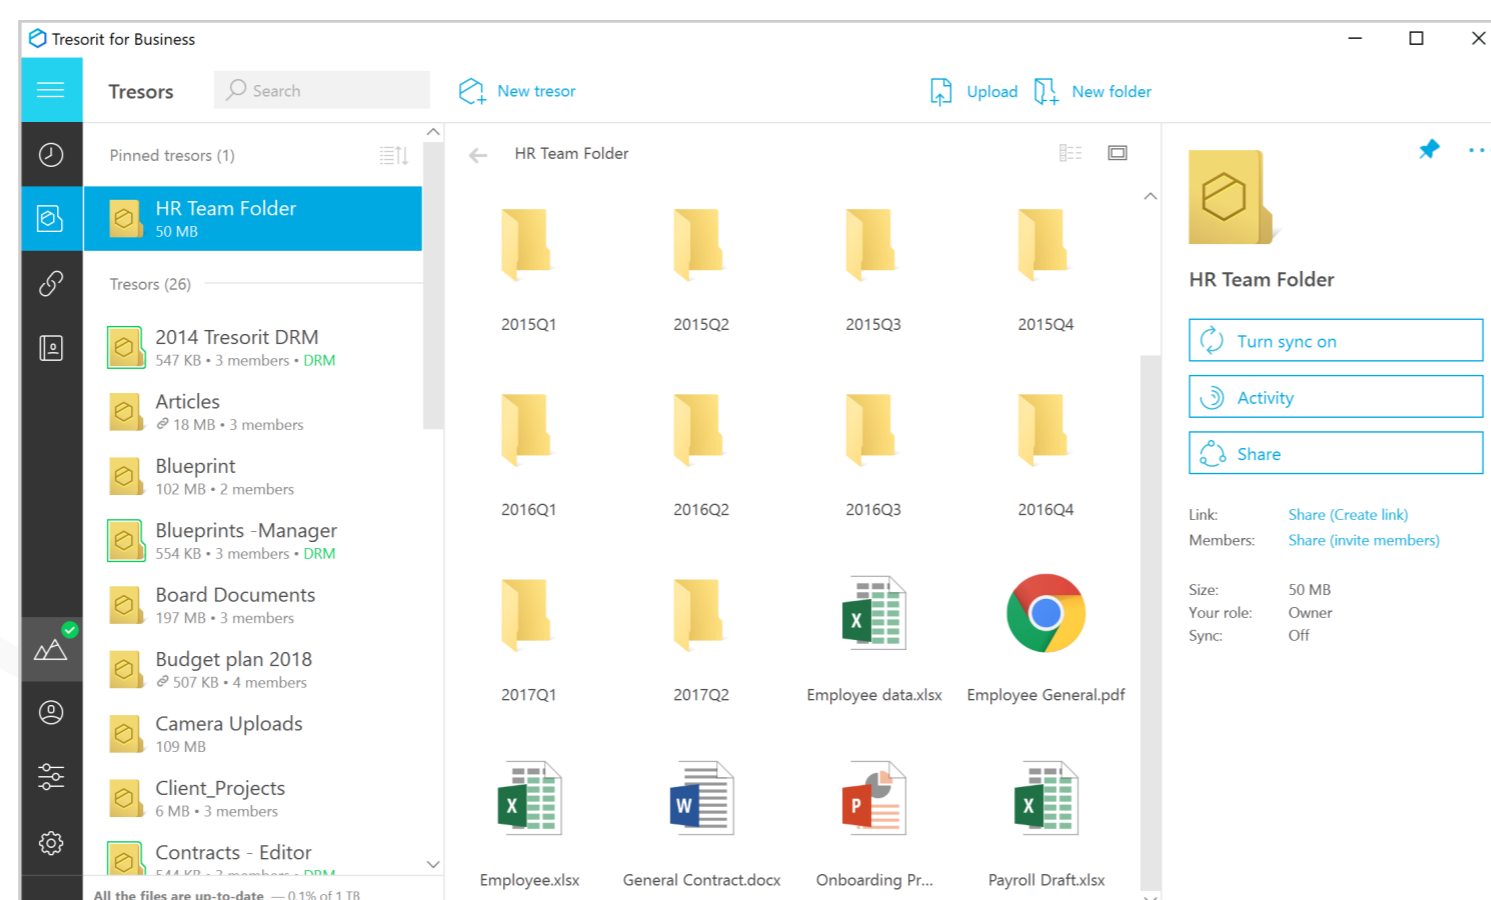 Tresorit for Business
Tresors
Search
New tresor
Upload
New folder
Pinned tresors (1)
HR Team Folder
50 MB
Tresors (26)
2014 Tresorit DRM
547 KB • 3 members • DRM
Articles
18 MB • 3 members
Blueprint
102 MB • 2 members
Blueprints -Manager
554 KB • 3 members • DRM
Board Documents
197 MB • 3 members
Budget plan 2018
507 KB • 4 members
Camera Uploads
109 MB
Client_Projects
6 MB • 3 members
Contracts - Editor
544 KB • 3 members • DRM
All the files are up-to-date — 0.1% of 1 TB
HR Team Folder
2015Q1
2015Q2
2015Q3
2015Q4
2016Q1
2016Q2
2016Q3
2016Q4
2017Q1
2017Q2
X
Employee data.xlsx
Employee General.pdf
X
W
P
X
Employee.xlsx
General Contract.docx
Onboarding Pr...
Payroll Draft.xlsx
HR Team Folder
Turn sync on
Activity
Share
Link: Share (Create link)
Members: Share (invite members)
Size: 50 MB
Your role: Owner
Sync: Off